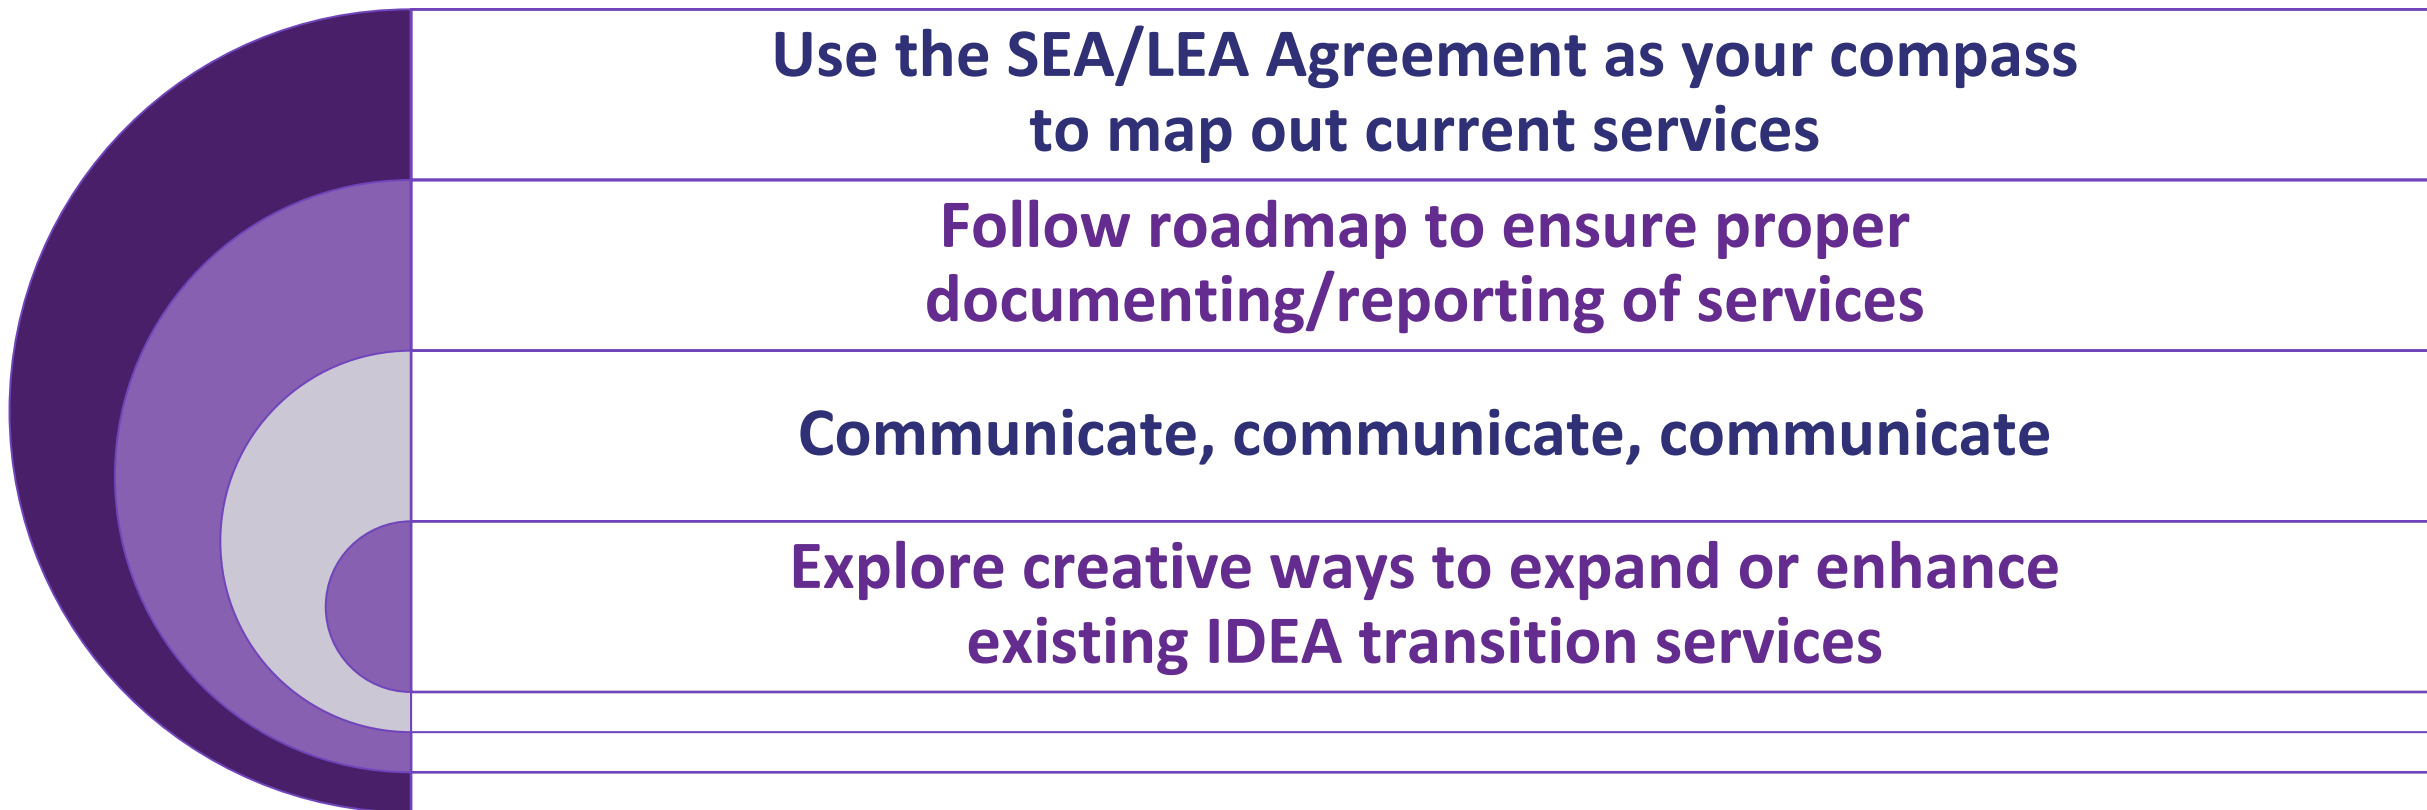 Use the SEA/LEA Agreement as your compass
to map out current services
Follow roadmap to ensure proper
documenting/reporting of services
Communicate, communicate, communicate
Explore creative ways to expand or enhance
existing IDEA transition services